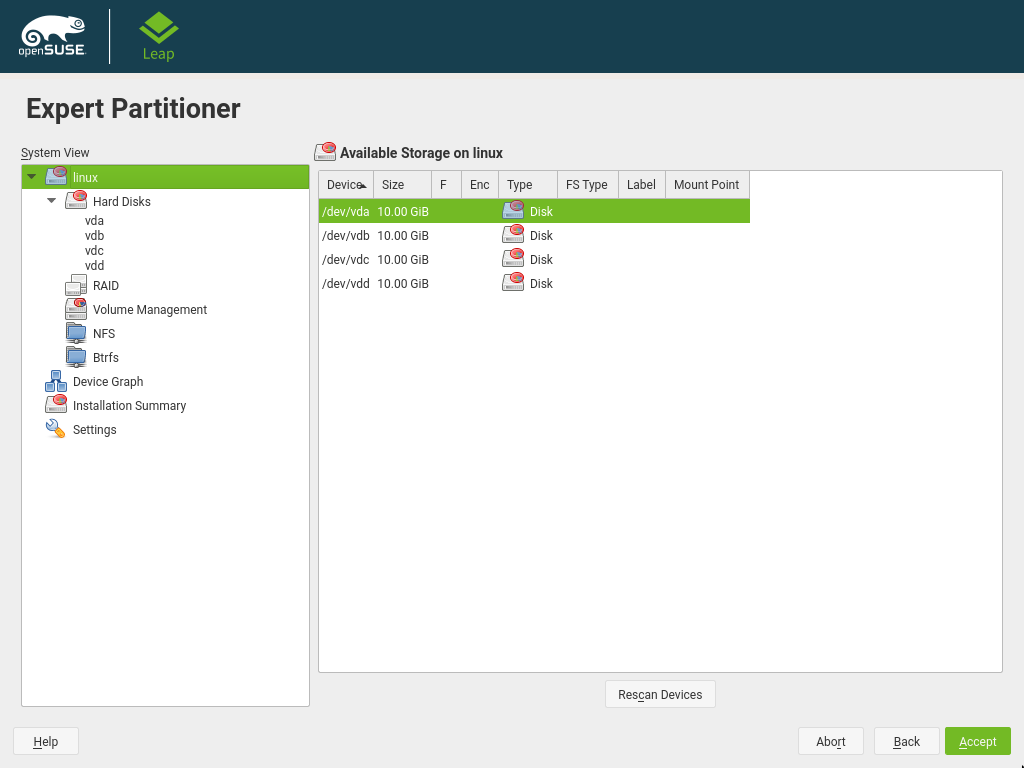 openSUSE
Leap
Expert Partitioner
System View
linux
Hard Disks
vda
vdb
vdc
vdd
RAID
Volume Management
NFS
Btrfs
Device Graph
Installation Summary
Settings
Available Storage on linux
Device Size F Enc Type FS Type Label Mount Point
/dev/vda 10.00 GiB Disk
/dev/vdb 10.00 GiB Disk
/dev/vdc 10.00 GiB Disk
/dev/vdd 10.00 GiB Disk
Rescan Devices
Help Abort Back Accept